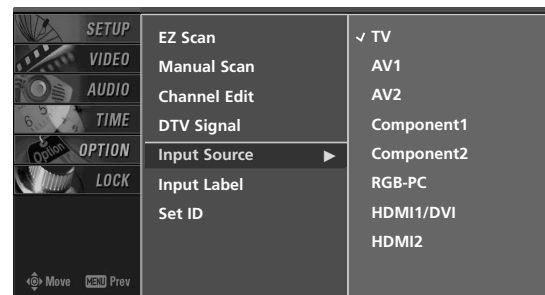 SETUP
VIDEO
AUDIO
TIME
OPTION
LOCK
Move MENU Prev
EZ Scan
Manual Scan
Channel Edit
DTV Signal
Input Source ▶
Input Label
Set ID
✓ TV
AV1
AV2
Component1
Component2
RGB-PC
HDMI1/DVI
HDMI2